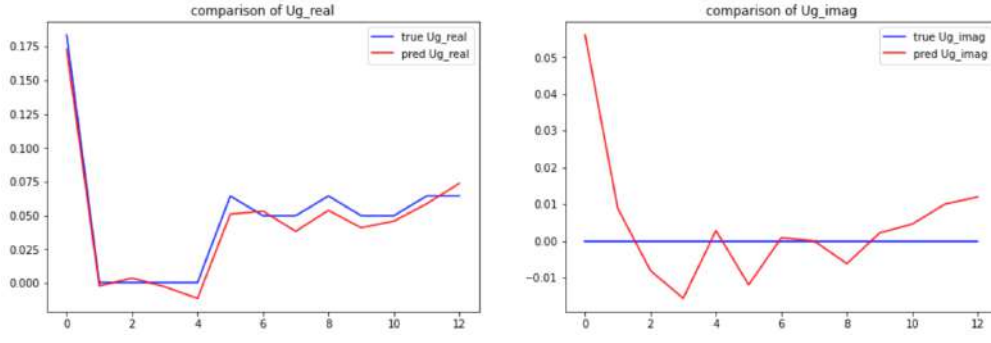 comparison of Ug_real
true Ug_real
pred Ug_real
0.175
0.150
0.125
0.100
0.075
0.050
0.025
0.000
0 2 4 6 8 10 12
comparison of Ug_imag
true Ug_imag
pred Ug_imag
0.05
0.04
0.03
0.02
0.01
0.00
−0.01
0 2 4 6 8 10 12